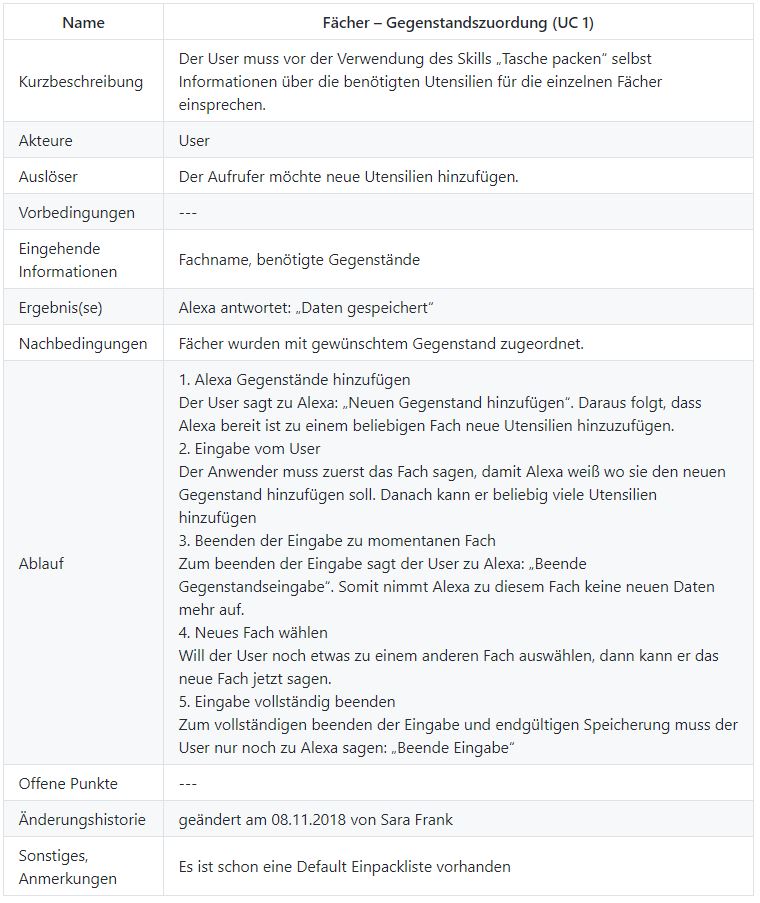 Name
Fächer – Gegenstandszuordung (UC 1)
Kurzbeschreibung
Der User muss vor der Verwendung des Skills „Tasche packen“ selbst
Informationen über die benötigten Utensilien für die einzelnen Fächer
einsprechen.
Akteure
User
Auslöser
Der Aufrufer möchte neue Utensilien hinzufügen.
Vorbedingungen
---
Eingehende
Informationen
Fachname, benötigte Gegenstände
Ergebnis(se)
Alexa antwortet: „Daten gespeichert“
Nachbedingungen
Fächer wurden mit gewünschtem Gegenstand zugeordnet.
Ablauf
1. Alexa Gegenstände hinzufügen
Der User sagt zu Alexa: „Neuen Gegenstand hinzufügen“. Daraus folgt, dass
Alexa bereit ist zu einem beliebigen Fach neue Utensilien hinzuzufügen.
2. Eingabe vom User
Der Anwender muss zuerst das Fach sagen, damit Alexa weiß wo sie den neuen
Gegenstand hinzufügen soll. Danach kann er beliebig viele Utensilien
hinzufügen
3. Beenden der Eingabe zu momentanen Fach
Zum beenden der Eingabe sagt der User zu Alexa: „Beende
Gegenstandseingabe“. Somit nimmt Alexa zu diesem Fach keine neuen Daten
mehr auf.
4. Neues Fach wählen
Will der User noch etwas zu einem anderen Fach auswählen, dann kann er das
neue Fach jetzt sagen.
5. Eingabe vollständig beenden
Zum vollständigen beenden der Eingabe und endgültigen Speicherung muss der
User nur noch zu Alexa sagen: „Beende Eingabe“
Offene Punkte
---
Änderungshistorie
geändert am 08.11.2018 von Sara Frank
Sonstiges,
Anmerkungen
Es ist schon eine Default Einpackliste vorhanden